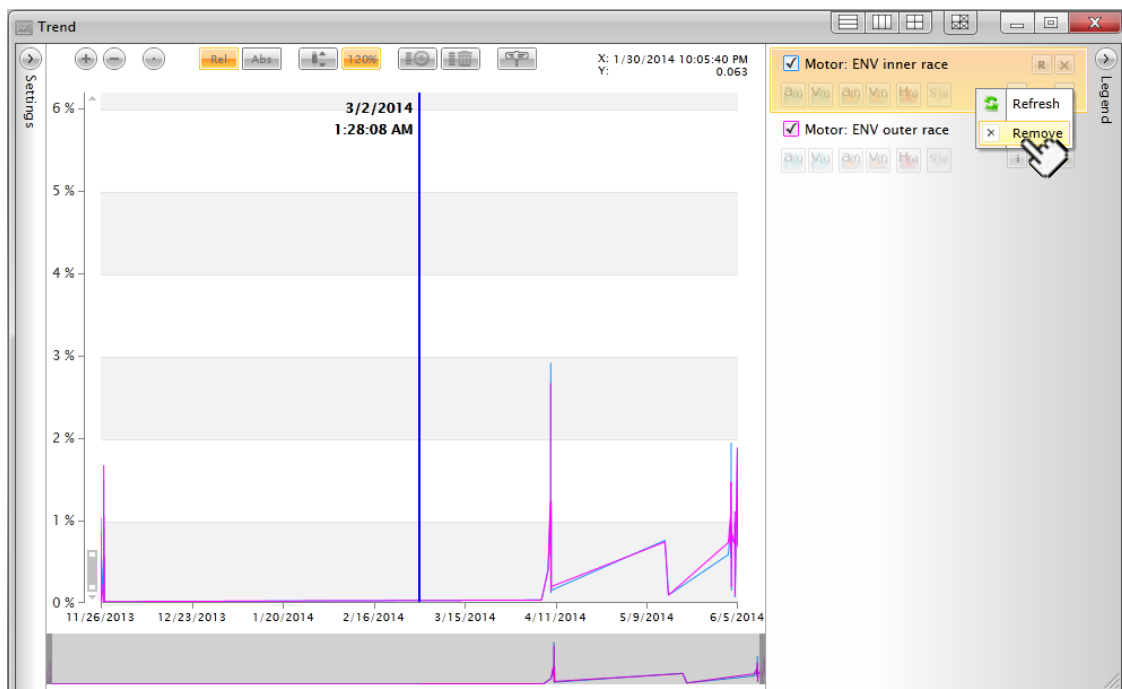 Trend
Settings
Rel
Abs
120%
X: 1/30/2014 10:05:40 PM
Y: 0.063
3/2/2014
1:28:08 AM
6 %
5 %
4 %
3 %
2 %
1 %
0 %
11/26/2013 12/23/2013 1/20/2014 2/16/2014 3/15/2014 4/11/2014 5/9/2014 6/5/2014
Motor: ENV inner race
R
a(t) V(t) a(f) V(f) H(s) S(ω)
Refresh
Remove
Motor: ENV outer race
i
Legend